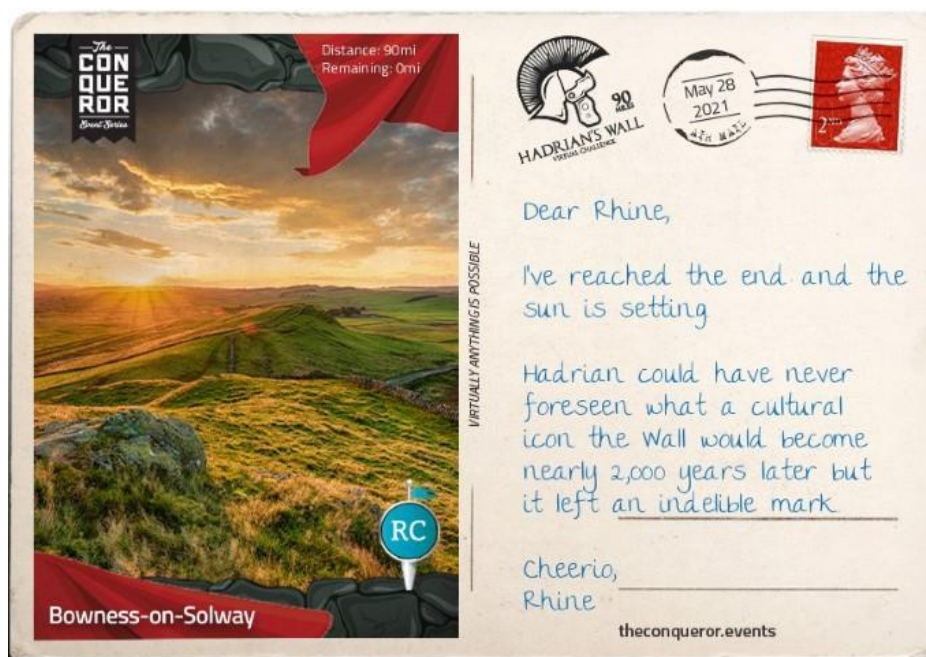 The
CON
QUE
ROR
Event Series
Distance: 90mi
Remaining: 0mi
RC
Bowness-on-Solway
VIRTUALLY ANYTHING IS POSSIBLE
90
MILES
HADRIAN'S WALL
VIRTUAL CHALLENGE
May 28
2021
AIR MAIL
2ND
Dear Rhine,
I've reached the end and the
sun is setting
Hadrian could have never
foreseen what a cultural
icon the Wall would become
nearly 2,000 years later but
it left an indelible mark
Cheerio,
Rhine
theconqueror.events